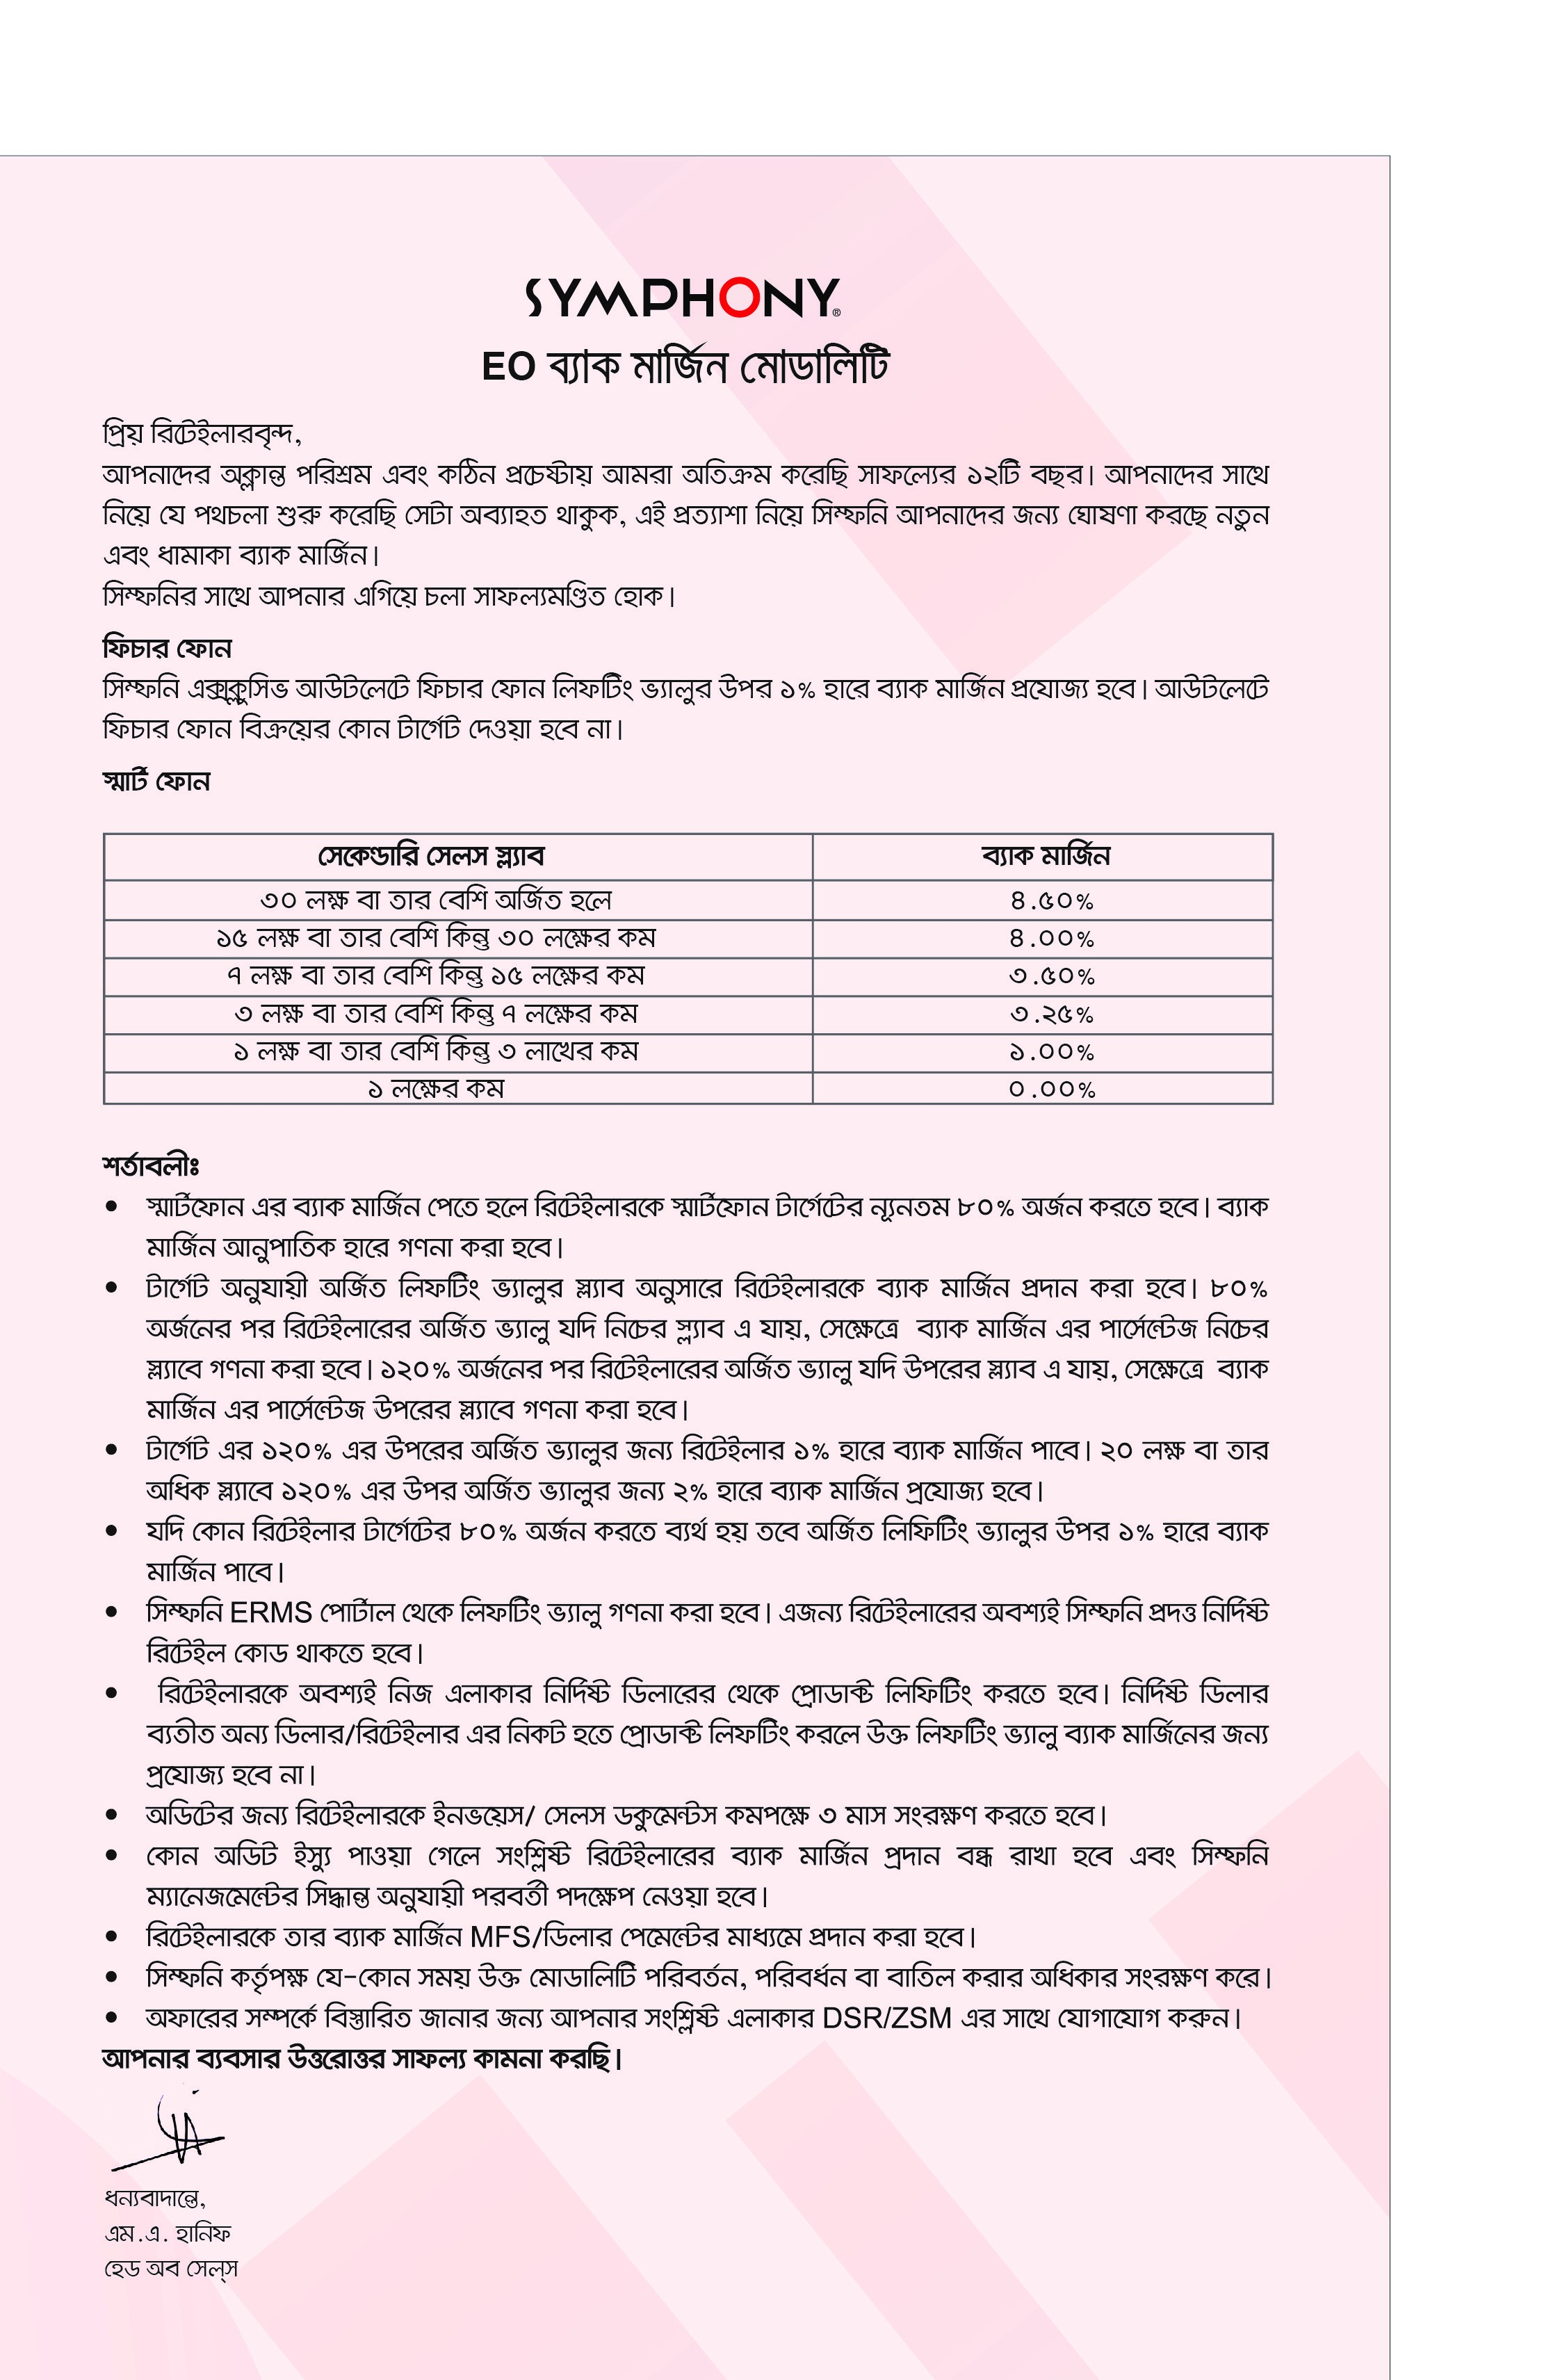 SYMPHONY®
EO ব্যাক মার্জিন মোডালিটি
প্রিয় রিটেইলারবৃন্দ,
আপনাদের অক্লান্ত পরিশ্রম এবং কঠিন প্রচেষ্টায় আমরা অতিক্রম করেছি সাফল্যের ১২টি বছর। আপনাদের সাথে
নিয়ে যে পথচলা শুরু করেছি সেটা অব্যাহত থাকুক, এই প্রত্যাশা নিয়ে সিম্ফনি আপনাদের জন্য ঘোষণা করছে নতুন
এবং ধামাকা ব্যাক মার্জিন।
সিম্ফনির সাথে আপনার এগিয়ে চলা সাফল্যমণ্ডিত হোক।
ফিচার ফোন
সিম্ফনি এক্সক্লুসিভ আউটলেটে ফিচার ফোন লিফটিং ভ্যালুর উপর ১% হারে ব্যাক মার্জিন প্রযোজ্য হবে। আউটলেটে
ফিচার ফোন বিক্রয়ের কোন টার্গেট দেওয়া হবে না।
স্মার্ট ফোন
সেকেন্ডারি সেলস স্ল্যাব ব্যাক মার্জিন
৩০ লক্ষ বা তার বেশি অর্জিত হলে ৪.৫০%
১৫ লক্ষ বা তার বেশি কিন্তু ৩০ লক্ষের কম ৪.০০%
৭ লক্ষ বা তার বেশি কিন্তু ১৫ লক্ষের কম ৩.৫০%
৩ লক্ষ বা তার বেশি কিন্তু ৭ লক্ষের কম ৩.২৫%
১ লক্ষ বা তার বেশি কিন্তু ৩ লাখের কম ১.০০%
১ লক্ষের কম ০.০০%
শর্তাবলীঃ
• স্মার্টফোন এর ব্যাক মার্জিন পেতে হলে রিটেইলারকে স্মার্টফোন টার্গেটের ন্যূনতম ৮০% অর্জন করতে হবে। ব্যাক
মার্জিন আনুপাতিক হারে গণনা করা হবে।
• টার্গেট অনুযায়ী অর্জিত লিফটিং ভ্যালুর স্ল্যাব অনুসারে রিটেইলারকে ব্যাক মার্জিন প্রদান করা হবে। ৮০%
অর্জনের পর রিটেইলারের অর্জিত ভ্যালু যদি নিচের স্ল্যাব এ যায়, সেক্ষেত্রে ব্যাক মার্জিন এর পার্সেন্টেজ নিচের
স্ল্যাবে গণনা করা হবে। ১২০% অর্জনের পর রিটেইলারের অর্জিত ভ্যালু যদি উপরের স্ল্যাব এ যায়, সেক্ষেত্রে ব্যাক
মার্জিন এর পার্সেন্টেজ উপরের স্ল্যাবে গণনা করা হবে।
• টার্গেট এর ১২০% এর উপরের অর্জিত ভ্যালুর জন্য রিটেইলার ১% হারে ব্যাক মার্জিন পাবে। ২০ লক্ষ বা তার
অধিক স্ল্যাবে ১২০% এর উপর অর্জিত ভ্যালুর জন্য ২% হারে ব্যাক মার্জিন প্রযোজ্য হবে।
• যদি কোন রিটেইলার টার্গেটের ৮০% অর্জন করতে ব্যর্থ হয় তবে অর্জিত লিফিটিং ভ্যালুর উপর ১% হারে ব্যাক
মার্জিন পাবে।
• সিম্ফনি ERMS পোর্টাল থেকে লিফটিং ভ্যালু গণনা করা হবে। এজন্য রিটেইলারের অবশ্যই সিম্ফনি প্রদত্ত নির্দিষ্ট
রিটেইল কোড থাকতে হবে।
• রিটেইলারকে অবশ্যই নিজ এলাকার নির্দিষ্ট ডিলারের থেকে প্রোডাক্ট লিফিটিং করতে হবে। নির্দিষ্ট ডিলার
ব্যতীত অন্য ডিলার/রিটেইলার এর নিকট হতে প্রোডাক্ট লিফটিং করলে উক্ত লিফটিং ভ্যালু ব্যাক মার্জিনের জন্য
প্রযোজ্য হবে না।
• অডিটের জন্য রিটেইলারকে ইনভয়েস/ সেলস ডকুমেন্টস কমপক্ষে ৩ মাস সংরক্ষণ করতে হবে।
• কোন অডিট ইস্যু পাওয়া গেলে সংশ্লিষ্ট রিটেইলারের ব্যাক মার্জিন প্রদান বন্ধ রাখা হবে এবং সিম্ফনি
ম্যানেজমেন্টের সিদ্ধান্ত অনুযায়ী পরবর্তী পদক্ষেপ নেওয়া হবে।
• রিটেইলারকে তার ব্যাক মার্জিন MFS/ডিলার পেমেন্টের মাধ্যমে প্রদান করা হবে।
• সিম্ফনি কর্তৃপক্ষ যে-কোন সময় উক্ত মোডালিটি পরিবর্তন, পরিবর্ধন বা বাতিল করার অধিকার সংরক্ষণ করে।
• অফারের সম্পর্কে বিস্তারিত জানার জন্য আপনার সংশ্লিষ্ট এলাকার DSR/ZSM এর সাথে যোগাযোগ করুন।
আপনার ব্যবসার উত্তরোত্তর সাফল্য কামনা করছি।
ধন্যবাদান্তে,
এম.এ. হানিফ
হেড অব সেল্‌স